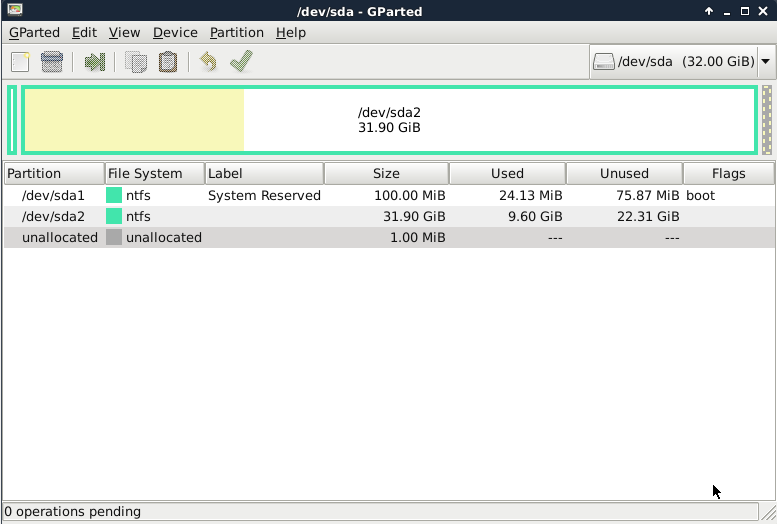 /dev/sda - GParted
GParted Edit View Device Partition Help
/dev/sda (32.00 GiB)
/dev/sda2
31.90 GiB
Partition File System Label Size Used Unused Flags
/dev/sda1 ntfs System Reserved 100.00 MiB 24.13 MiB 75.87 MiB boot
/dev/sda2 ntfs 31.90 GiB 9.60 GiB 22.31 GiB
unallocated unallocated 1.00 MiB --- ---
0 operations pending